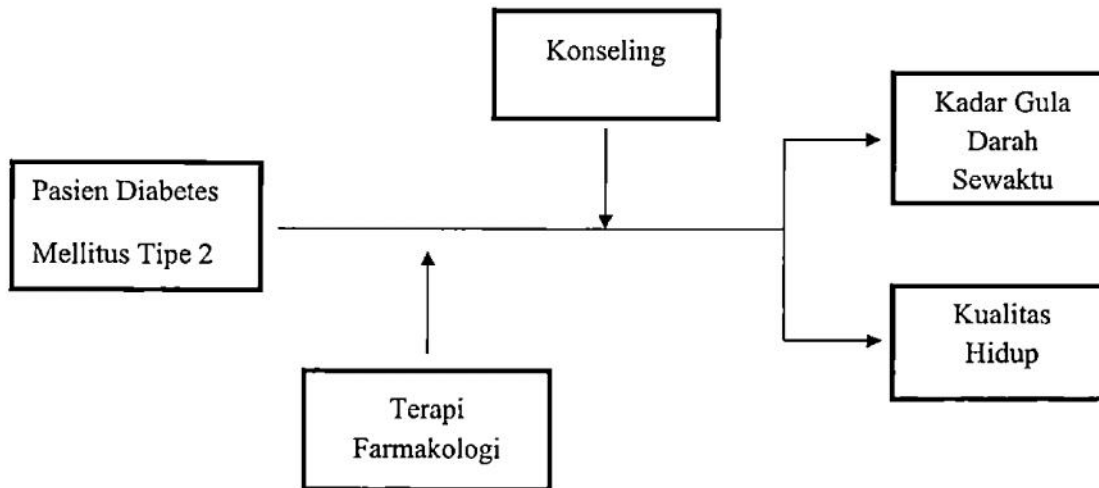 Konseling
Kadar Gula
Darah
Sewaktu
Pasien Diabetes
Mellitus Tipe 2
Kualitas
Hidup
Terapi
Farmakologi